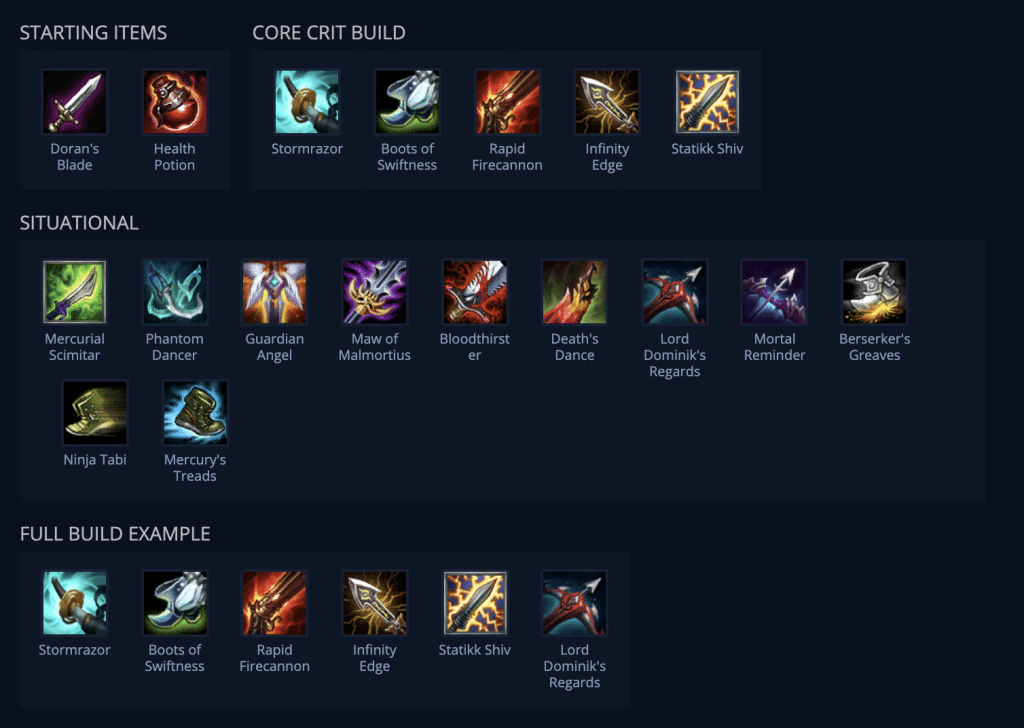 STARTING ITEMS
CORE CRIT BUILD
Doran's
Blade
Health
Potion
Stormrazor
Boots of
Swiftness
Rapid
Firecannon
Infinity
Edge
Statikk Shiv
SITUATIONAL
Mercurial
Scimitar
Phantom
Dancer
Guardian
Angel
Maw of
Malmortius
Bloodthirst
er
Death's
Dance
Lord
Dominik's
Regards
Mortal
Reminder
Berserker's
Greaves
Ninja Tabi
Mercury's
Treads
FULL BUILD EXAMPLE
Stormrazor
Boots of
Swiftness
Rapid
Firecannon
Infinity
Edge
Statikk Shiv
Lord
Dominik's
Regards